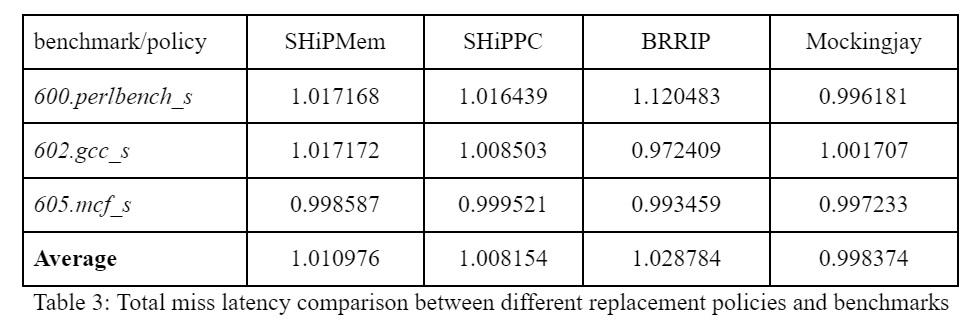 benchmark/policy SHiPMem SHiPPC BRRIP Mockingjay
600.perlbench_s 1.017168 1.016439 1.120483 0.996181
602.gcc_s 1.017172 1.008503 0.972409 1.001707
605.mcf_s 0.998587 0.999521 0.993459 0.997233
Average 1.010976 1.008154 1.028784 0.998374
Table 3: Total miss latency comparison between different replacement policies and benchmarks